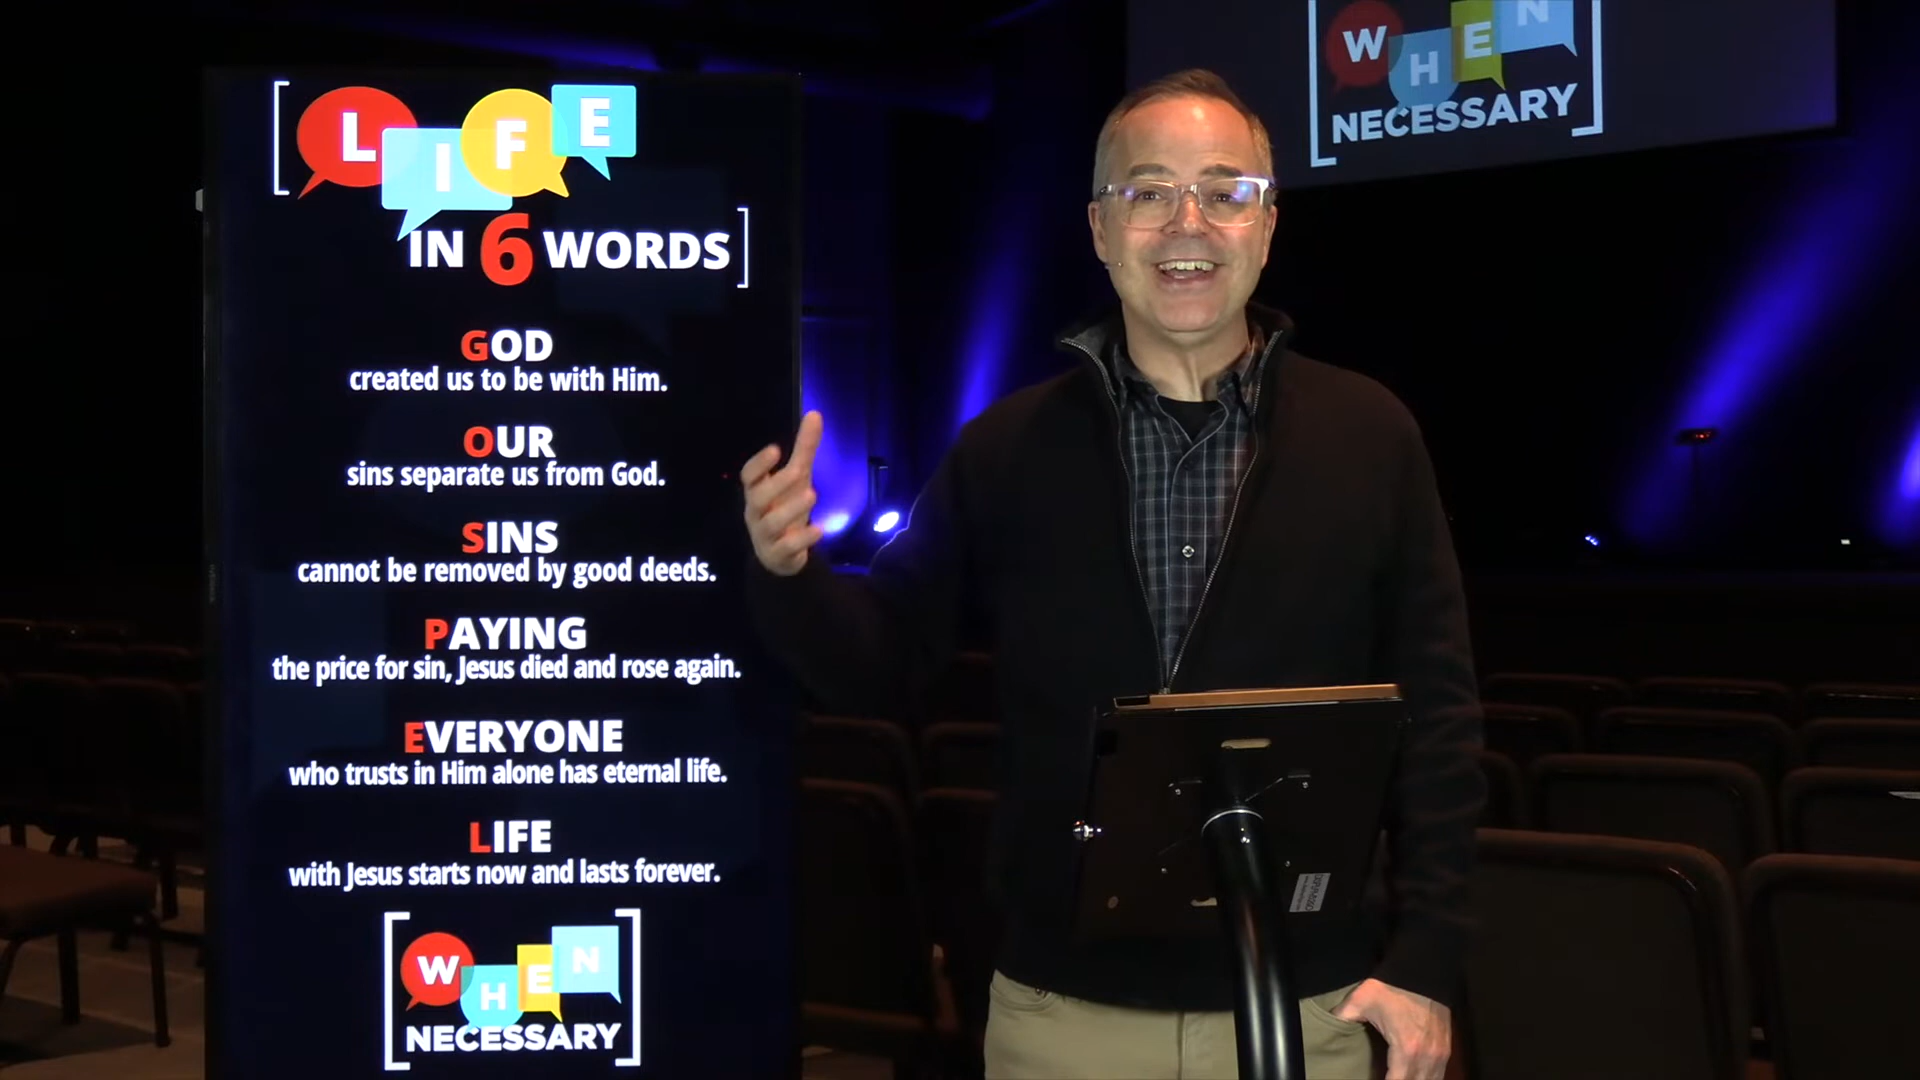 LIFE
IN 6 WORDS
GOD
created us to be with Him.
OUR
sins separate us from God.
SINS
cannot be removed by good deeds.
PAYING
the price for sin, Jesus died and rose again.
EVERYONE
who trusts in Him alone has eternal life.
LIFE
with Jesus starts now and lasts forever.
WHEN
NECESSARY
WHEN
NECESSARY